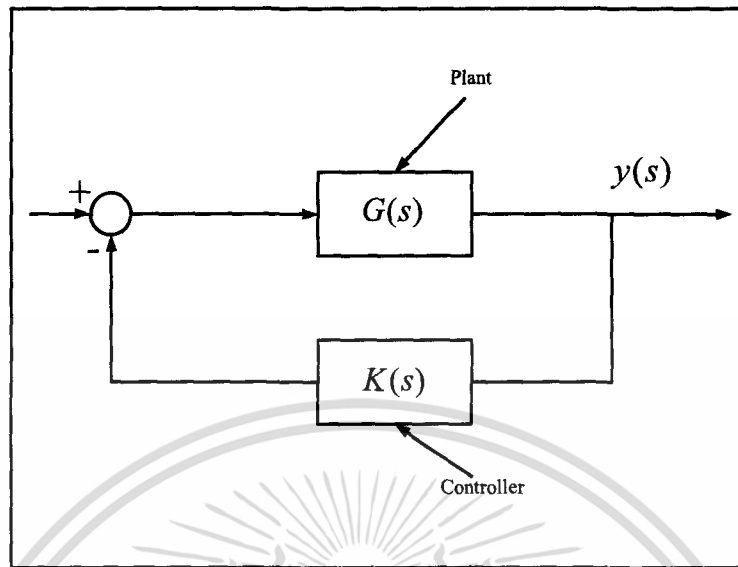 Plant
y(s)
+
G(s)
-
K(s)
Controller